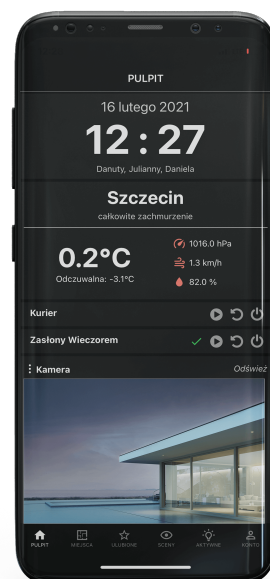 PULPIT
16 lutego 2021
12 : 27
Danuty, Julianny, Daniela
Szczecin
całkowite zachmurzenie
0.2°C
Odczuwalna: -3.1°C
1016.0 hPa
1.3 km/h
82.0 %
Kurier
Zasłony Wieczorem
Kamera
Odśwież
PULPIT
MIEJSCA
ULUBIONE
SCENY
AKTYWNE
KONTO